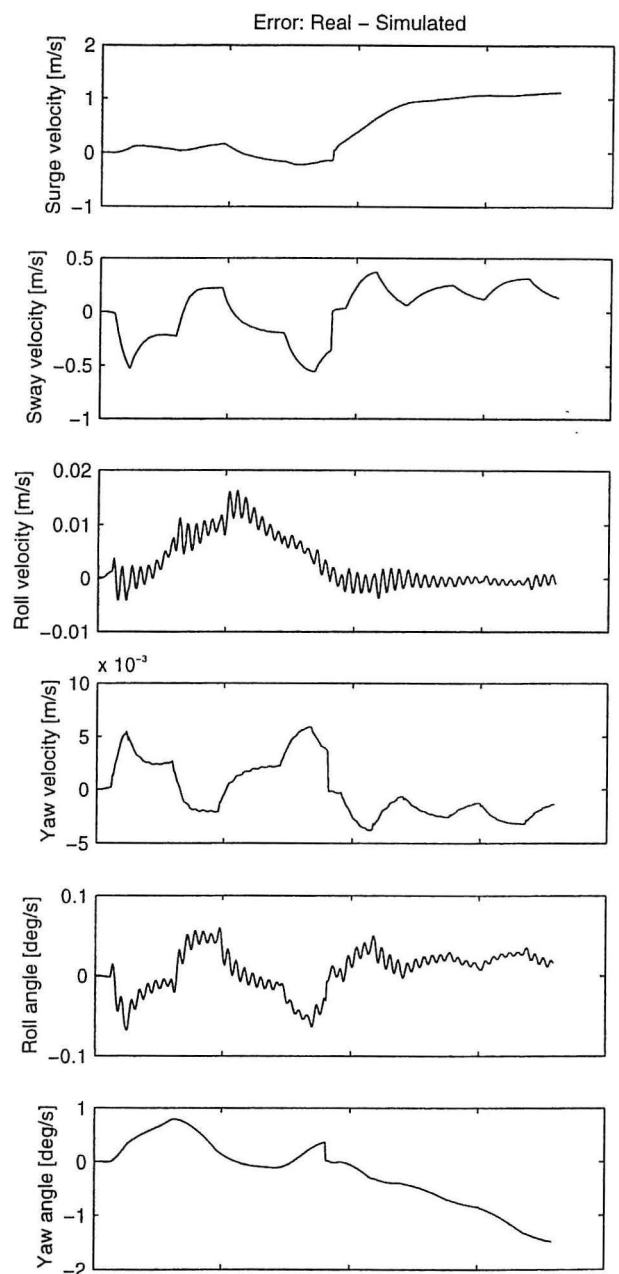 Error: Real − Simulated
2
1
0
−1
Surge velocity [m/s]
0.5
0
−0.5
−1
Sway velocity [m/s]
0.02
0.01
0
−0.01
Roll velocity [m/s]
x 10⁻³
10
5
0
−5
Yaw velocity [m/s]
0.1
0
−0.1
Roll angle [deg/s]
1
0
−1
−2
Yaw angle [deg/s]